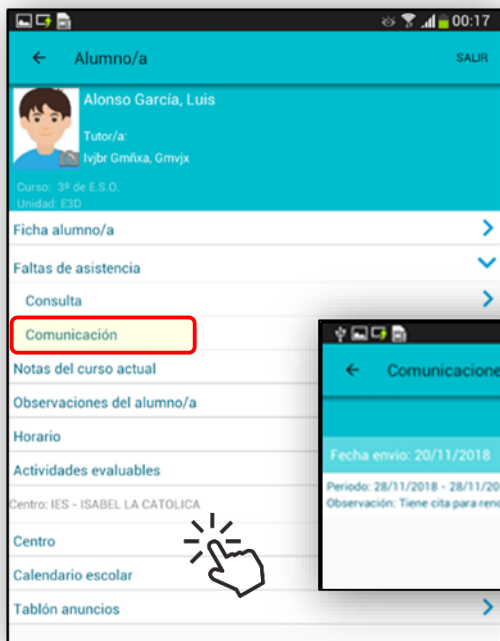 00:17
Alumno/a
SALIR
Alonso García, Luis
Tutor/a:
Ivjbr Gmñxa, Gmvjx
Curso: 3º de E.S.O.
Unidad: E3D
Ficha alumno/a
Faltas de asistencia
Consulta
Comunicación
Notas del curso actual
Observaciones del alumno/a
Horario
Actividades evaluables
Centro: IES - ISABEL LA CATOLICA
Centro
Calendario escolar
Tablón anuncios
Comunicacione
Fecha envio: 20/11/2018
Periodo: 28/11/2018 - 28/11/20
Observación: Tiene cita para reno